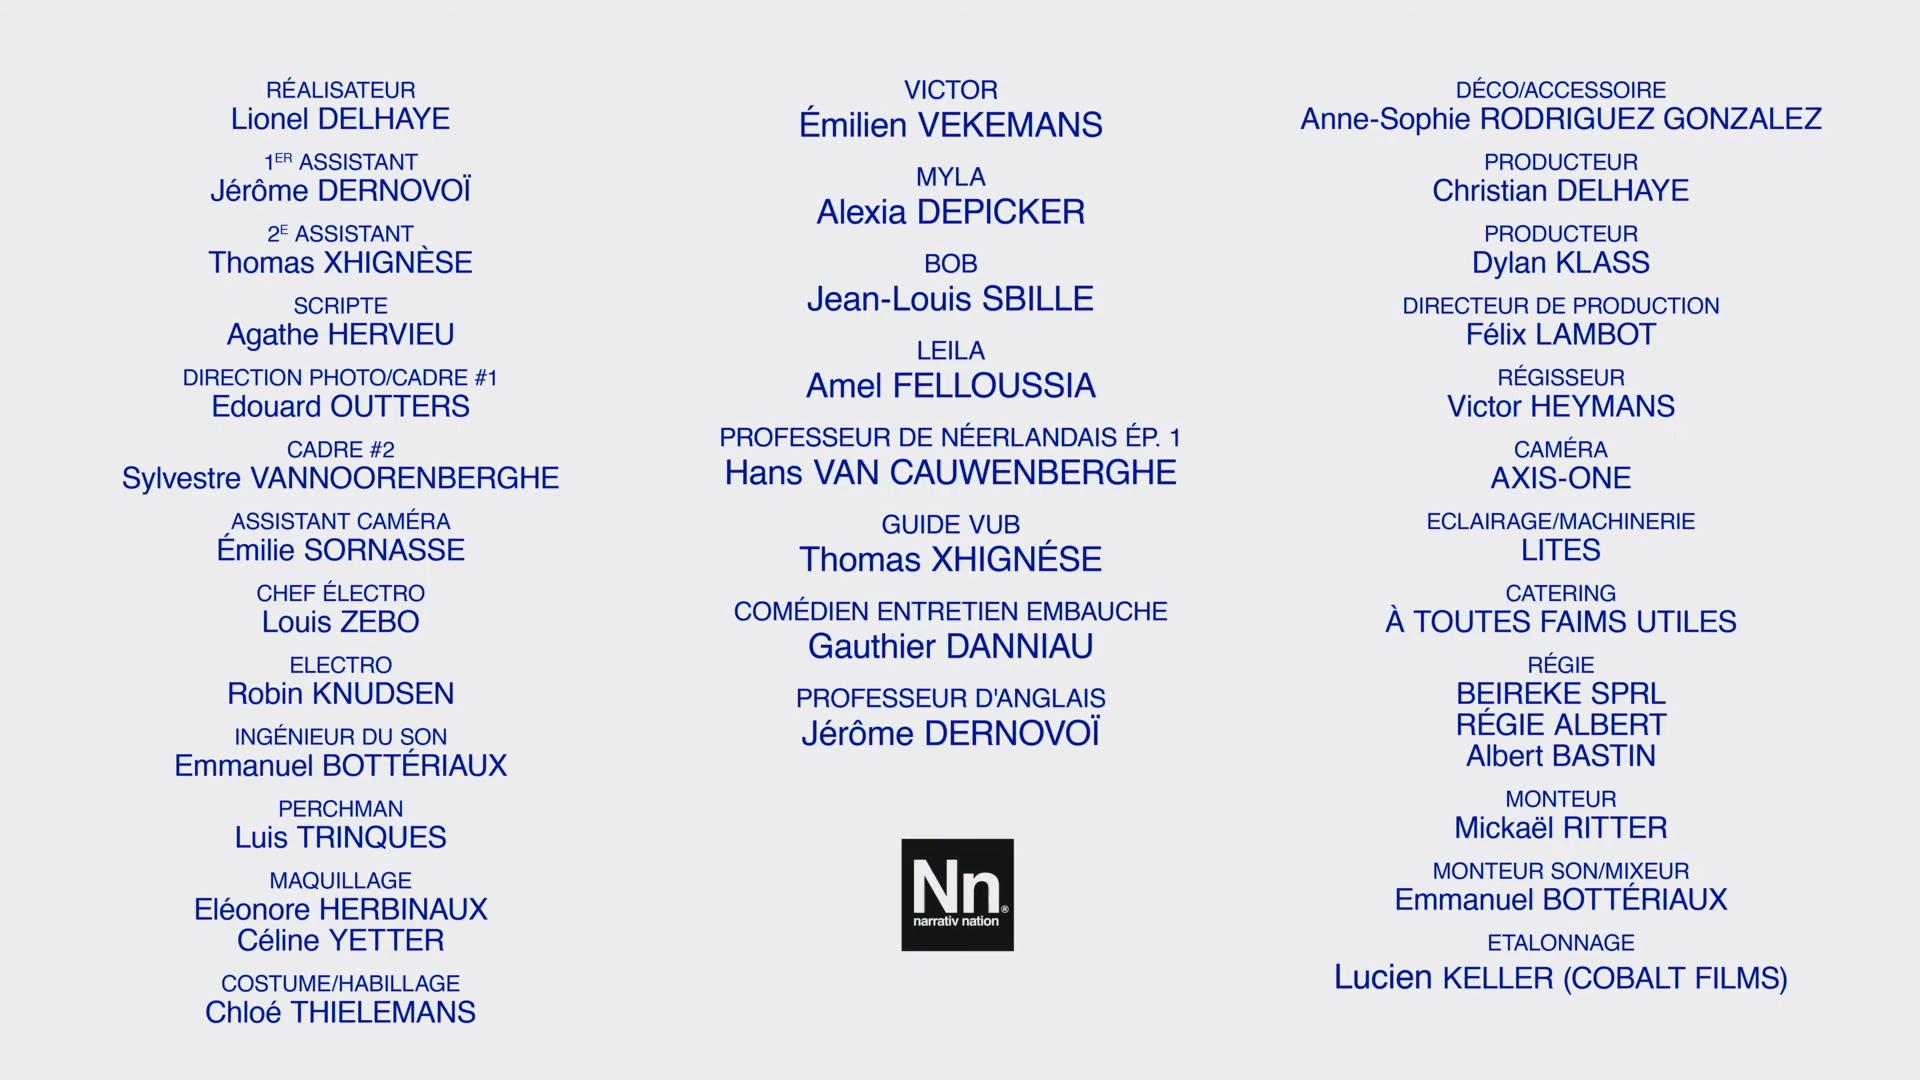 RÉALISATEUR
Lionel DELHAYE
1ER ASSISTANT
Jérôme DERNOVOÏ
2E ASSISTANT
Thomas XHIGNÈSE
SCRIPTE
Agathe HERVIEU
DIRECTION PHOTO/CADRE #1
Edouard OUTTERS
CADRE #2
Sylvestre VANNOORENBERGHE
ASSISTANT CAMÉRA
Émilie SORNASSE
CHEF ÉLECTRO
Louis ZEBO
ELECTRO
Robin KNUDSEN
INGÉNIEUR DU SON
Emmanuel BOTTÉRIAUX
PERCHMAN
Luis TRINQUES
MAQUILLAGE
Eléonore HERBINAUX
Céline YETTER
COSTUME/HABILLAGE
Chloé THIELEMANS
VICTOR
Émilien VEKEMANS
MYLA
Alexia DEPICKER
BOB
Jean-Louis SBILLE
LEILA
Amel FELLOUSSIA
PROFESSEUR DE NÉERLANDAIS ÉP. 1
Hans VAN CAUWENBERGHE
GUIDE VUB
Thomas XHIGNÉSE
COMÉDIEN ENTRETIEN EMBAUCHE
Gauthier DANNIAU
PROFESSEUR D'ANGLAIS
Jérôme DERNOVOÏ
Nn®
narrativ nation
DÉCO/ACCESSOIRE
Anne-Sophie RODRIGUEZ GONZALEZ
PRODUCTEUR
Christian DELHAYE
PRODUCTEUR
Dylan KLASS
DIRECTEUR DE PRODUCTION
Félix LAMBOT
RÉGISSEUR
Victor HEYMANS
CAMÉRA
AXIS-ONE
ECLAIRAGE/MACHINERIE
LITES
CATERING
À TOUTES FAIMS UTILES
RÉGIE
BEIREKE SPRL
RÉGIE ALBERT
Albert BASTIN
MONTEUR
Mickaël RITTER
MONTEUR SON/MIXEUR
Emmanuel BOTTÉRIAUX
ETALONNAGE
Lucien KELLER (COBALT FILMS)